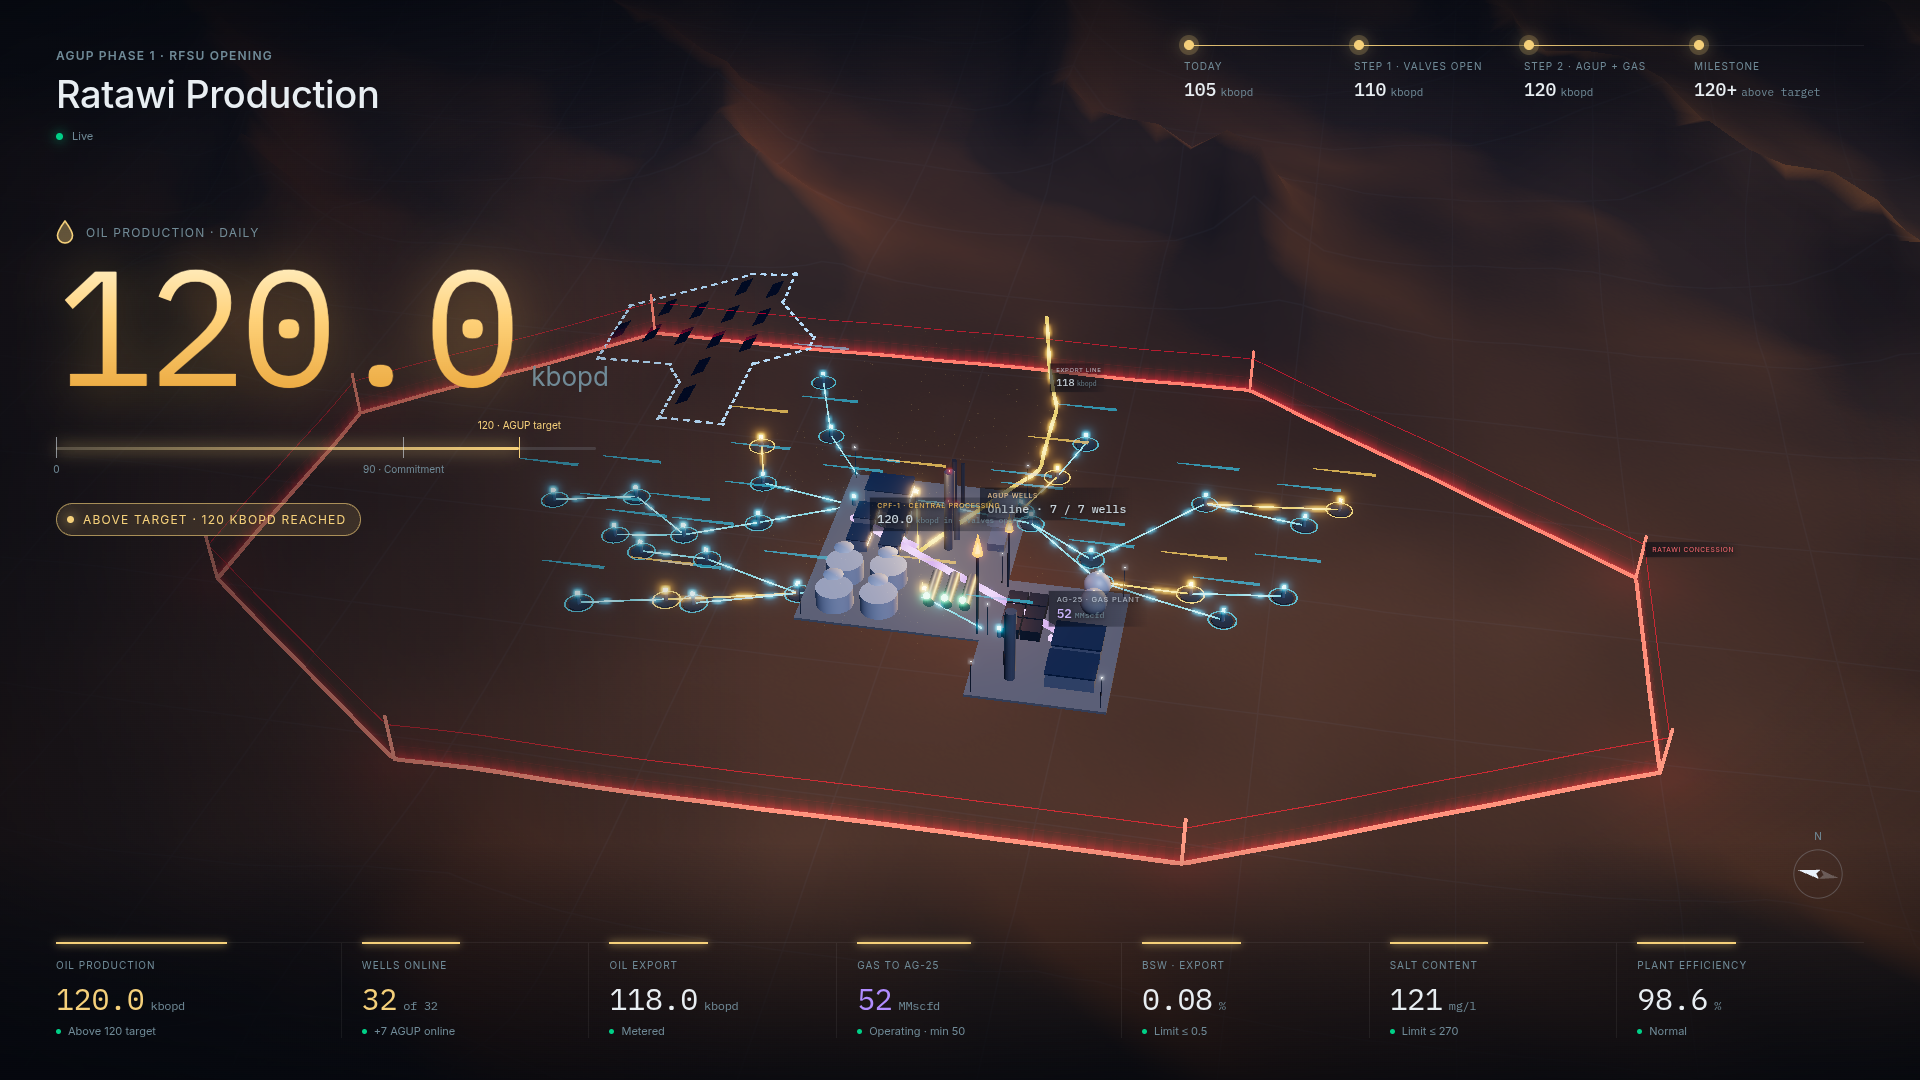 AGUP PHASE 1 · RFSU OPENING
Ratawi Production
Live
TODAY
105 kbopd
STEP 1 · VALVES OPEN
110 kbopd
STEP 2 · AGUP + GAS
120 kbopd
MILESTONE
120+ above target
OIL PRODUCTION · DAILY
120.0 kbopd
120 · AGUP target
0
90 · Commitment
ABOVE TARGET · 120 KBOPD REACHED
EXPORT LINE
118 kbopd
AGUP WELLS
Online · 7 / 7 wells
CPF-1 · CENTRAL PROCESSING
120.0 kbopd
RATAWI CONCESSION
AG-25 · GAS PLANT
52 MMscfd
N
OIL PRODUCTION
120.0 kbopd
Above 120 target
WELLS ONLINE
32 of 32
+7 AGUP online
OIL EXPORT
118.0 kbopd
Metered
GAS TO AG-25
52 MMscfd
Operating · min 50
BSW · EXPORT
0.08 %
Limit ≤ 0.5
SALT CONTENT
121 mg/l
Limit ≤ 270
PLANT EFFICIENCY
98.6 %
Normal